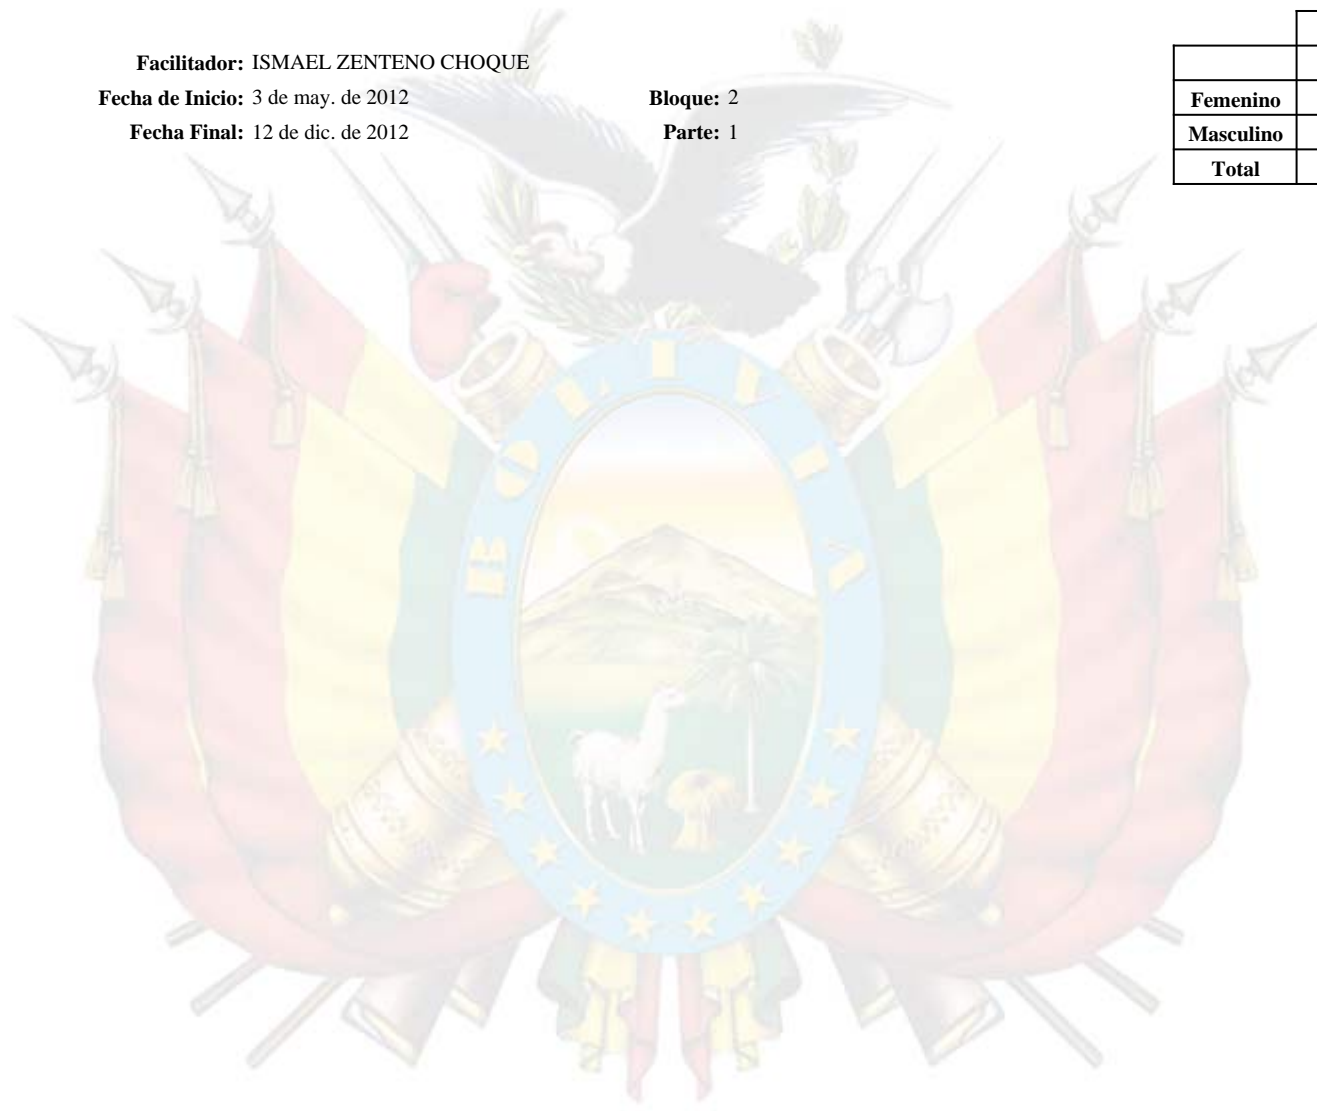 Facilitador: ISMAEL ZENTENO CHOQUE
Fecha de Inicio: 3 de may. de 2012 Bloque: 2
Fecha Final: 12 de dic. de 2012 Parte: 1
Femenino
Masculino
Total
BOLIVIA